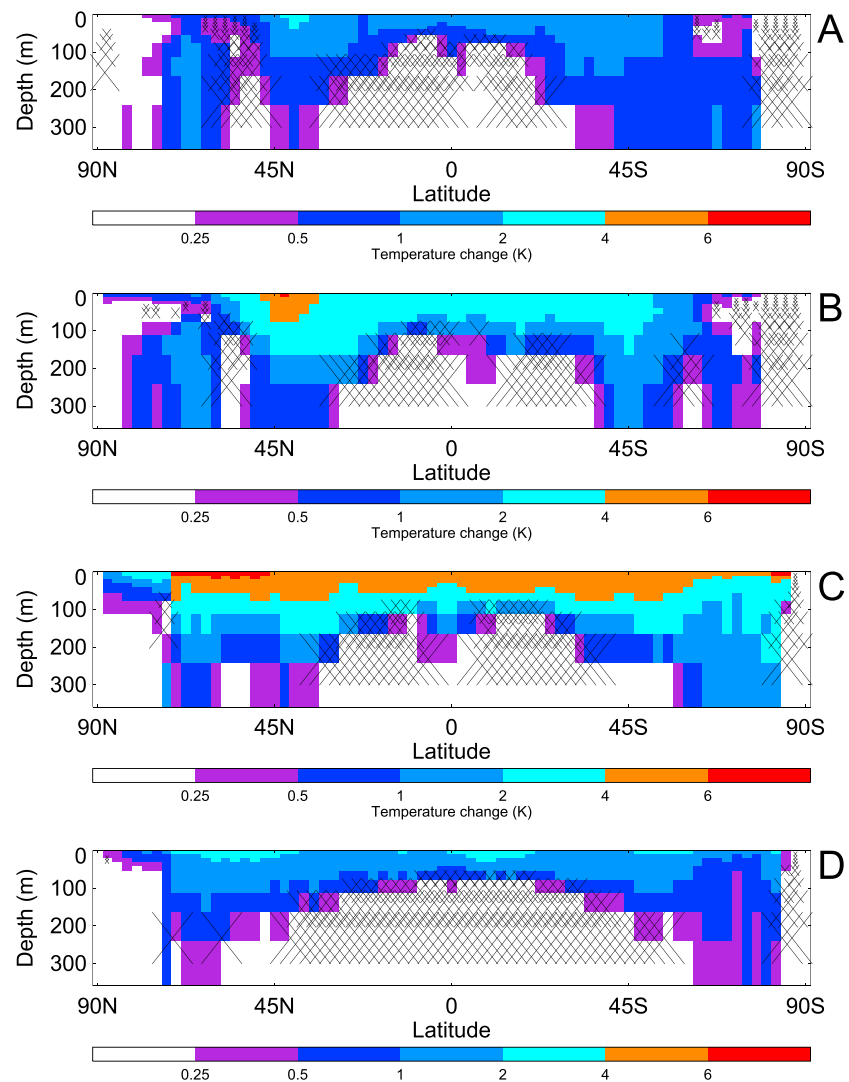 A
0
100
200
300
Depth (m)
90N 45N 0 45S 90S
Latitude
0.25 0.5 1 2 4 6
Temperature change (K)
B
0
100
200
300
Depth (m)
90N 45N 0 45S 90S
Latitude
0.25 0.5 1 2 4 6
Temperature change (K)
C
0
100
200
300
Depth (m)
90N 45N 0 45S 90S
Latitude
0.25 0.5 1 2 4 6
Temperature change (K)
D
0
100
200
300
Depth (m)
90N 45N 0 45S 90S
Latitude
0.25 0.5 1 2 4 6
Temperature change (K)